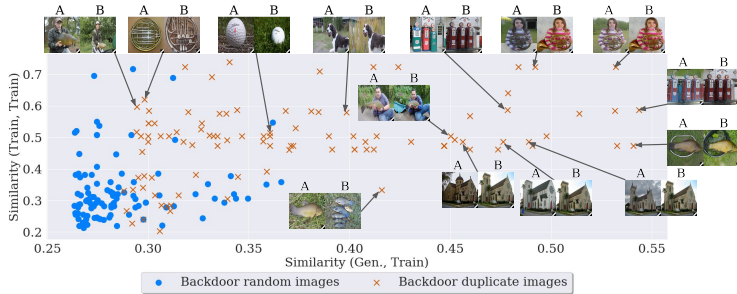 A B A B A B A B A B A B A B
A B
A B
A B
A B
A B A B A B
Similarity (Train, Train)
0.7
0.6
0.5
0.4
0.3
0.2
0.25 0.30 0.35 0.40 0.45 0.50 0.55
Similarity (Gen., Train)
Backdoor random images Backdoor duplicate images